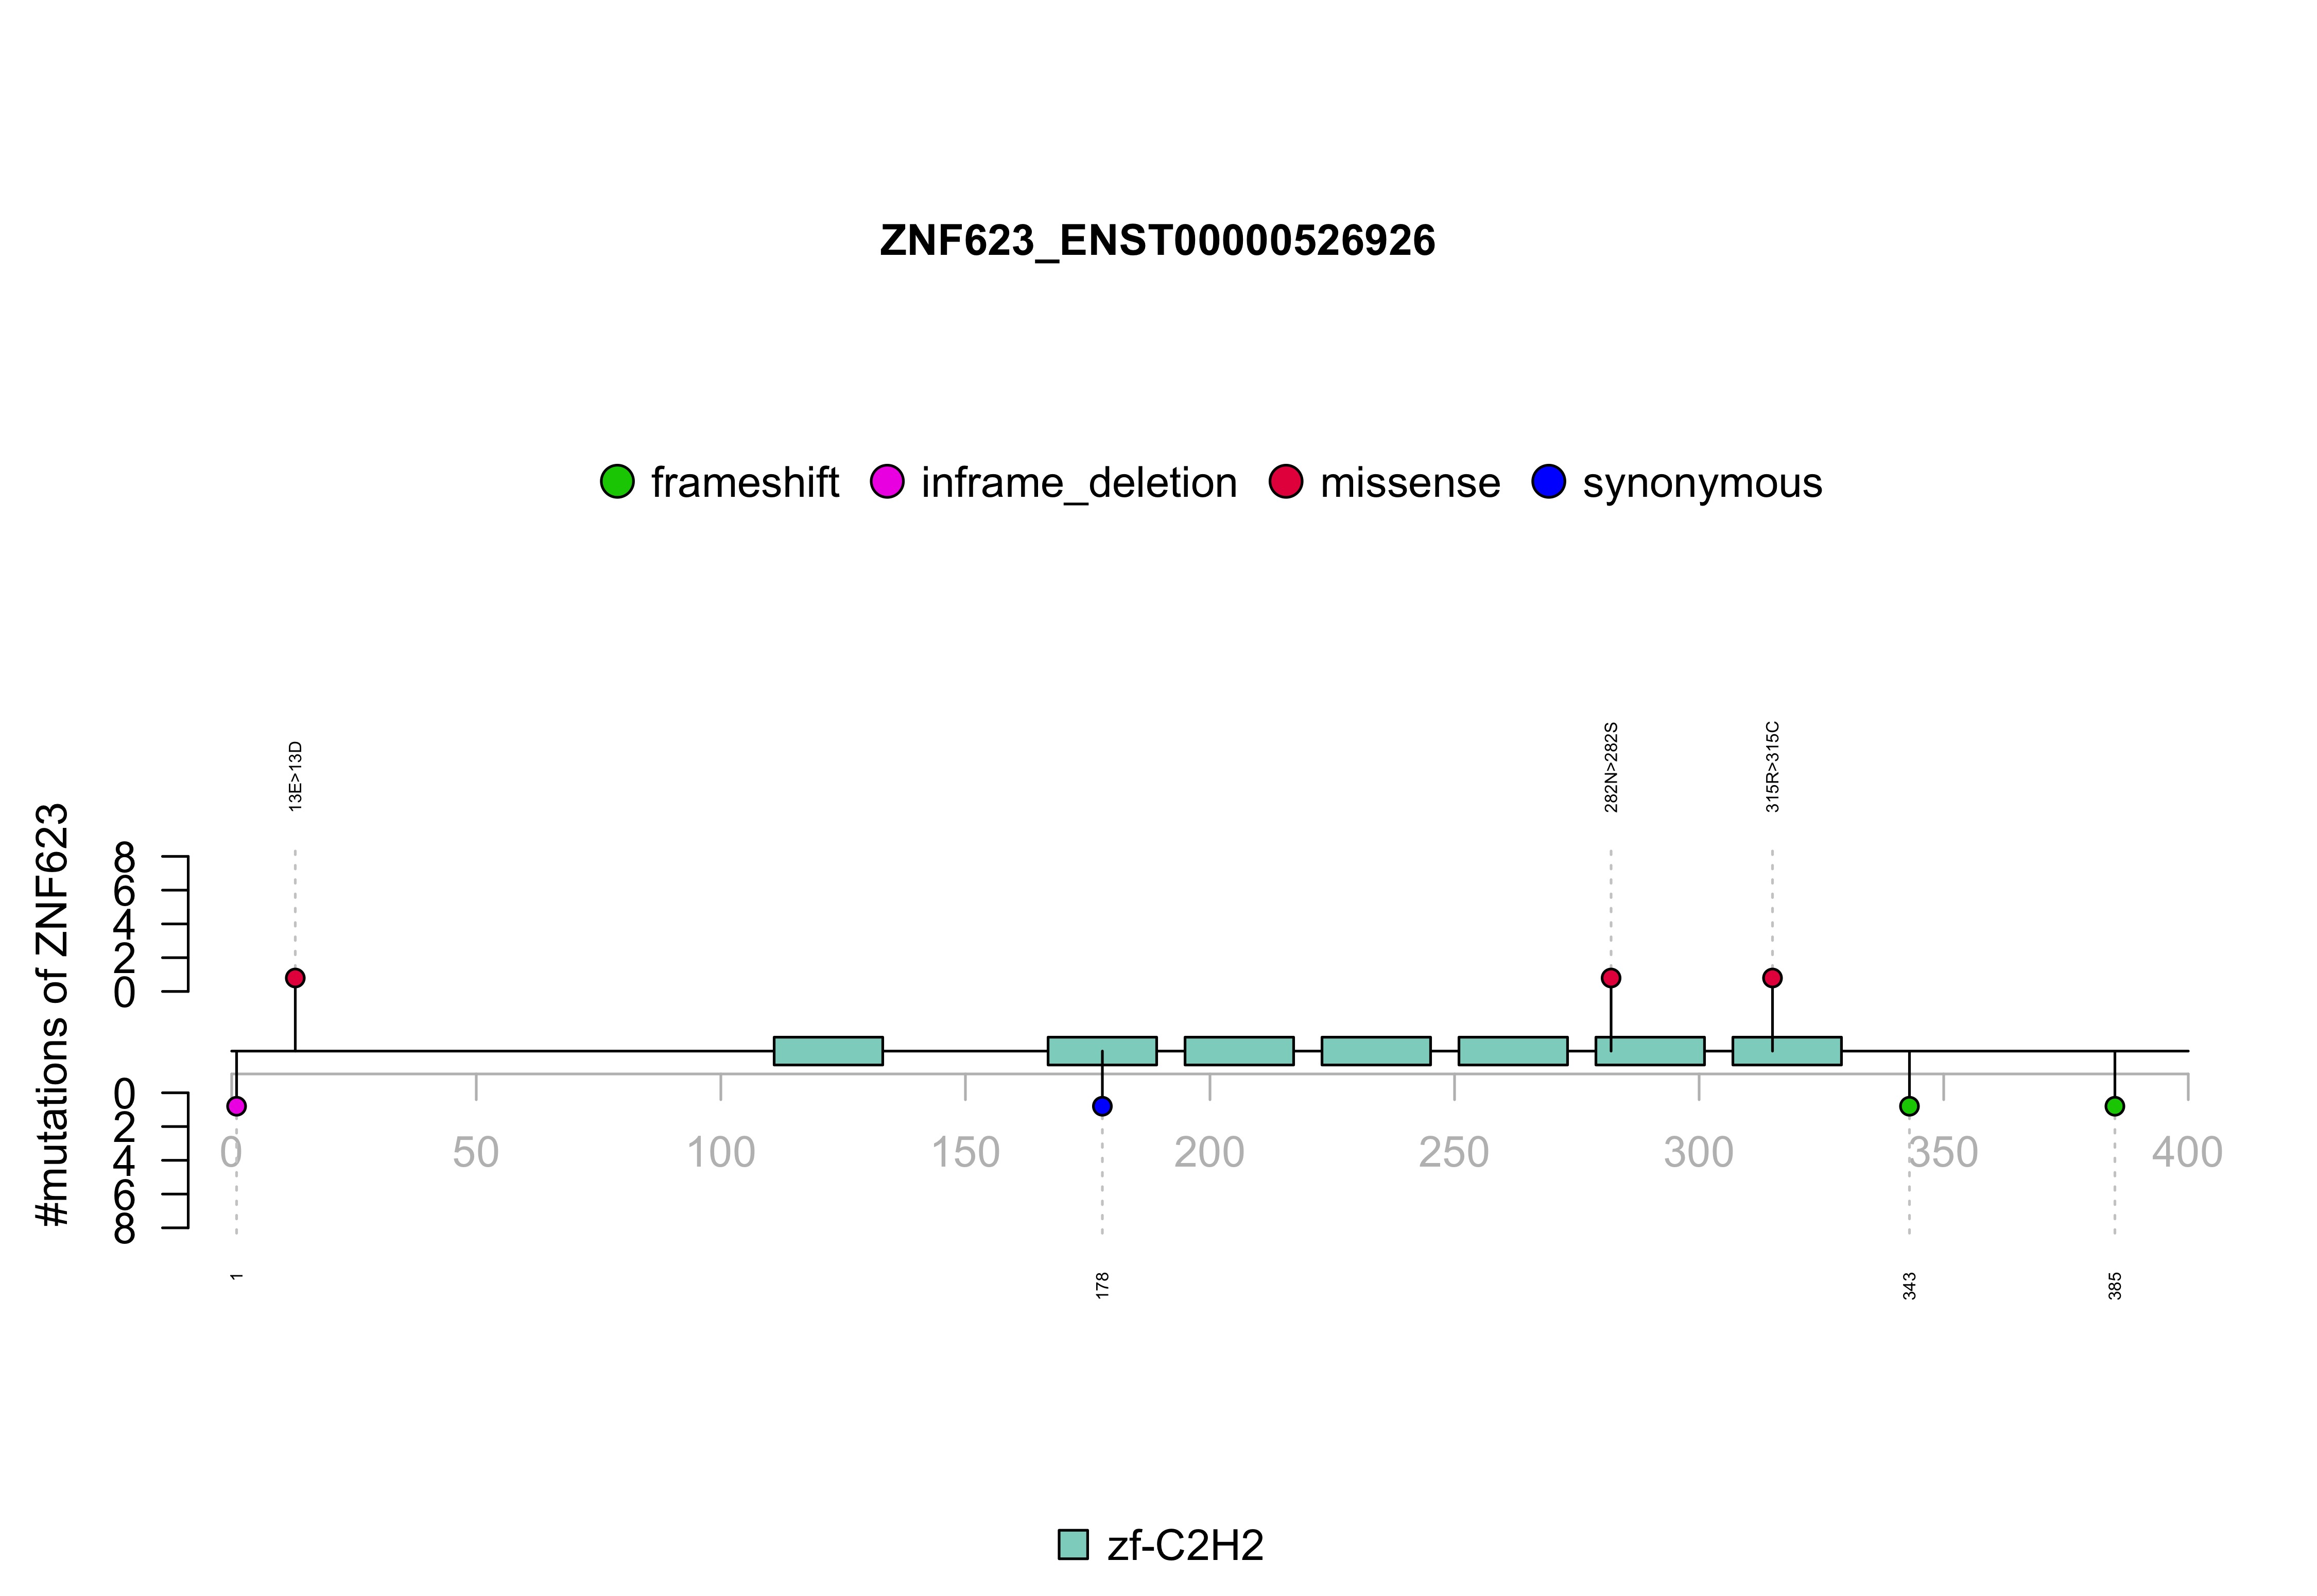 ZNF623_ENST00000526926
frameshift inframe_deletion missense synonymous
13E>13D 282N>282S 315R>315C
#mutations of ZNF623
8
6
4
2
0
0
2
4
6
8
0 50 100 150 200 250 300 350 400
1 178 343 385
zf-C2H2